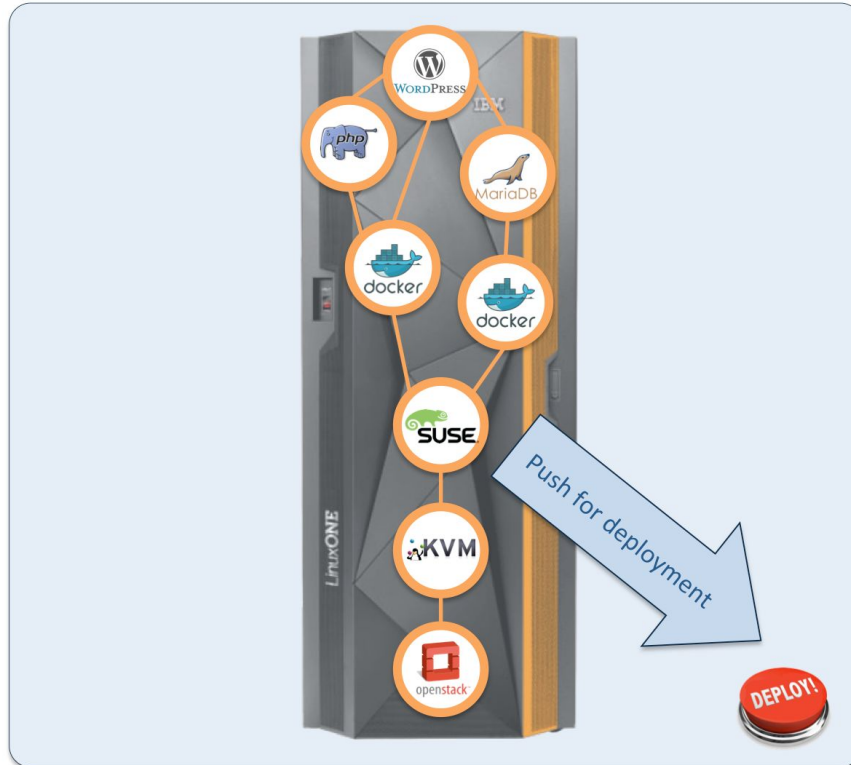 WORDPRESS
IBM
php
MariaDB
docker
docker
SUSE
KVM
LinuxONE
openstack
Push for
deployment
DEPLOY!